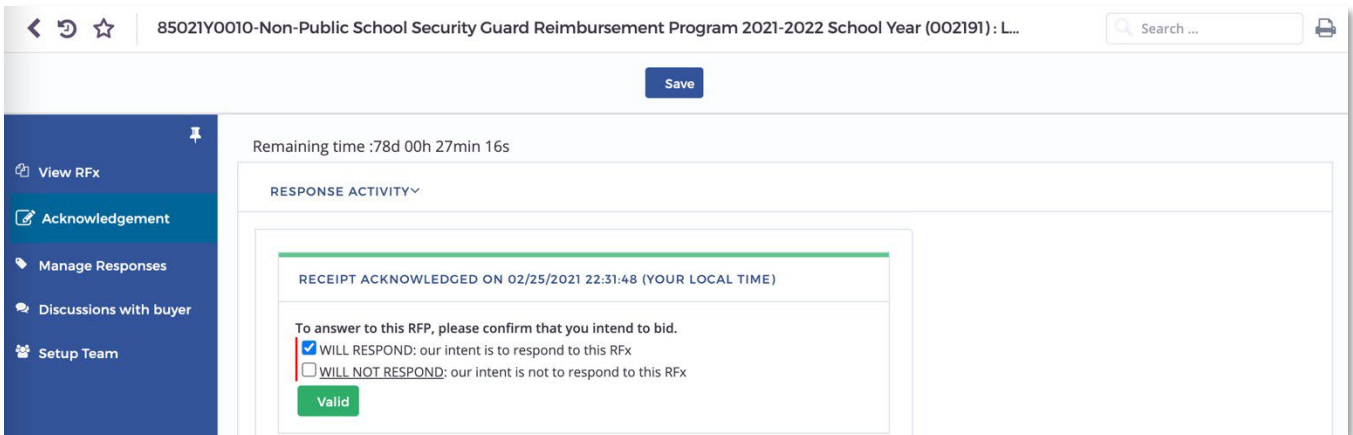 85021Y0010-Non-Public School Security Guard Reimbursement Program 2021-2022 School Year (002191) : L...
Search ...
Save
Remaining time :78d 00h 27min 16s
View RFx
Acknowledgement
Manage Responses
Discussions with buyer
Setup Team
RESPONSE ACTIVITY
RECEIPT ACKNOWLEDGED ON 02/25/2021 22:31:48 (YOUR LOCAL TIME)
To answer to this RFP, please confirm that you intend to bid.
WILL RESPOND: our intent is to respond to this RFx
WILL NOT RESPOND: our intent is not to respond to this RFx
Valid